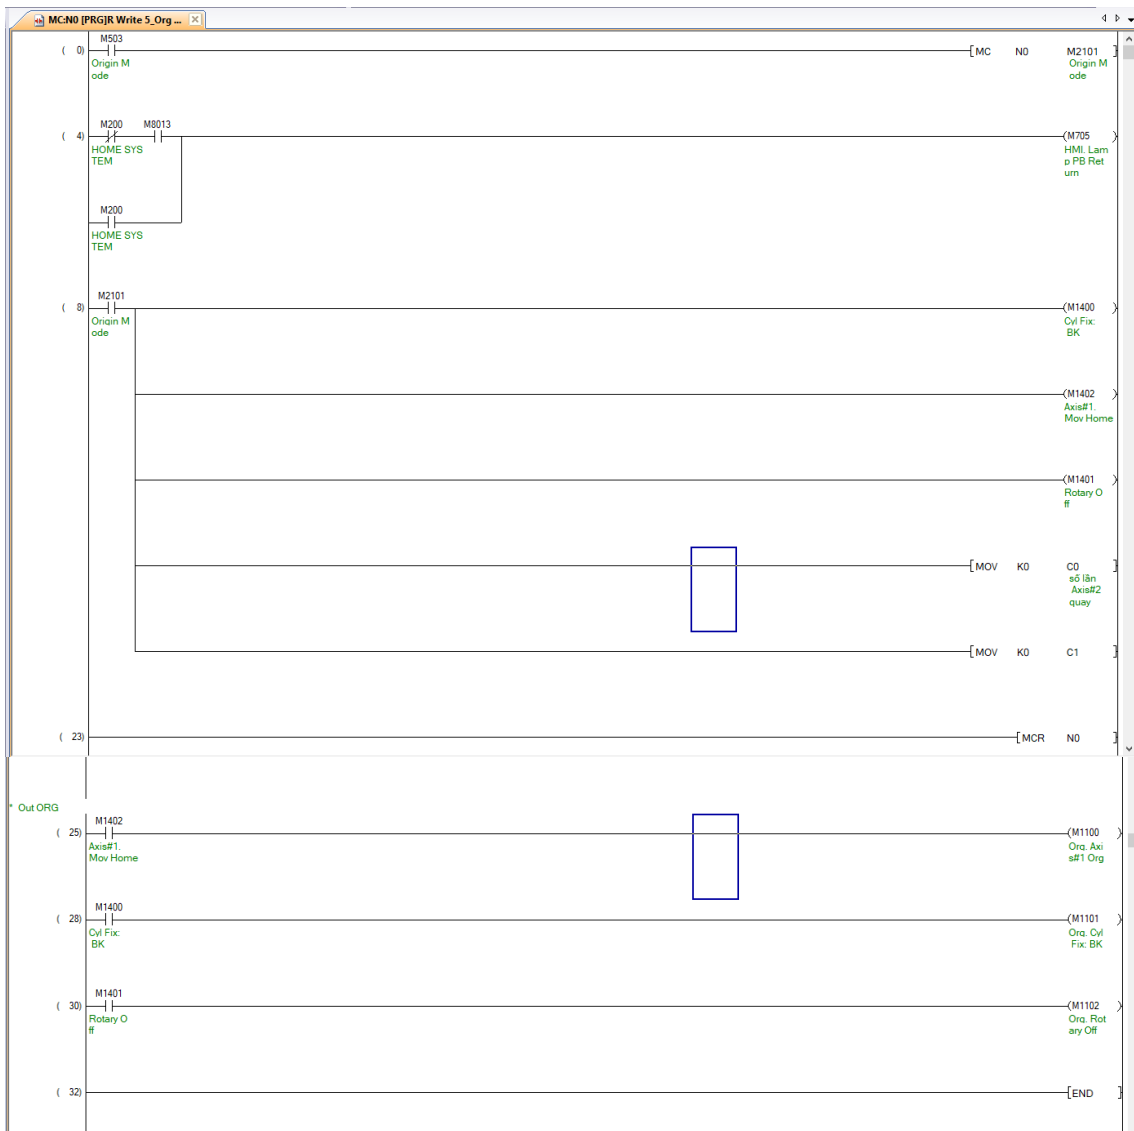 MC:N0 [PRG]R Write 5_Org ...
M503
( 0)
[MC N0 M2101 ]
Origin M
ode
Origin M
ode
M200 M8013
( 4)
(M705 )
HOME SYS
TEM
HMI. Lam
p PB Ret
urn
M200
HOME SYS
TEM
M2101
( 8)
(M1400 )
Origin M
ode
Cyl Fix:
BK
(M1402 )
Axis#1.
Mov Home
(M1401 )
Rotary O
ff
[MOV K0 C0 ]
số lần
Axis#2
quay
[MOV K0 C1 ]
( 23)
[MCR N0 ]
* Out ORG
M1402
( 25)
(M1100 )
Axis#1.
Mov Home
Org. Axi
s#1 Org
M1400
( 28)
(M1101 )
Cyl Fix:
BK
Org. Cyl
Fix: BK
M1401
( 30)
(M1102 )
Rotary O
ff
Org. Rot
ary Off
( 32)
[END ]